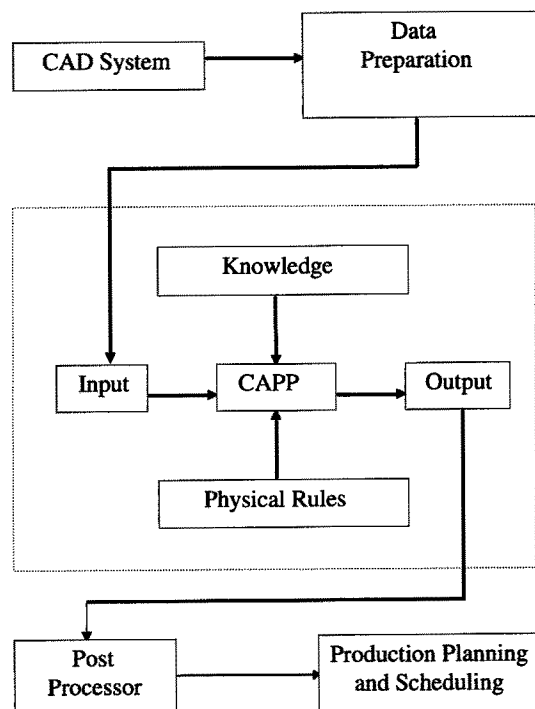 CAD System
Data
Preparation
Knowledge
Input
CAPP
Output
Physical Rules
Post
Processor
Production Planning
and Scheduling